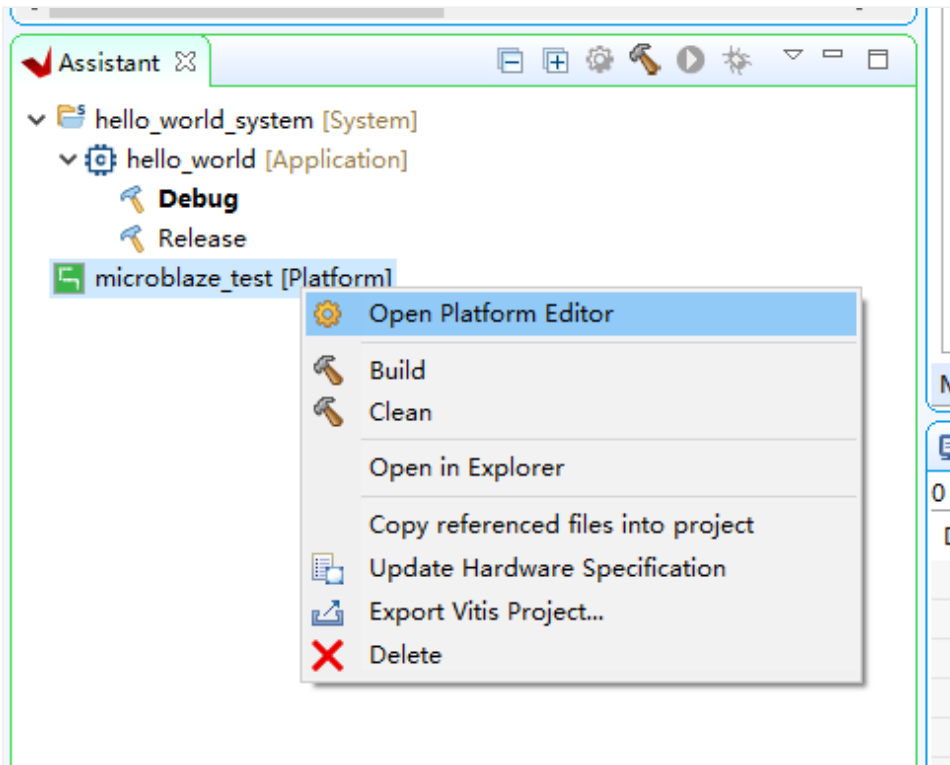 Assistant
hello_world_system [System]
hello_world [Application]
Debug
Release
microblaze_test [Platform]
Open Platform Editor
Build
Clean
Open in Explorer
Copy referenced files into project
Update Hardware Specification
Export Vitis Project...
Delete
0